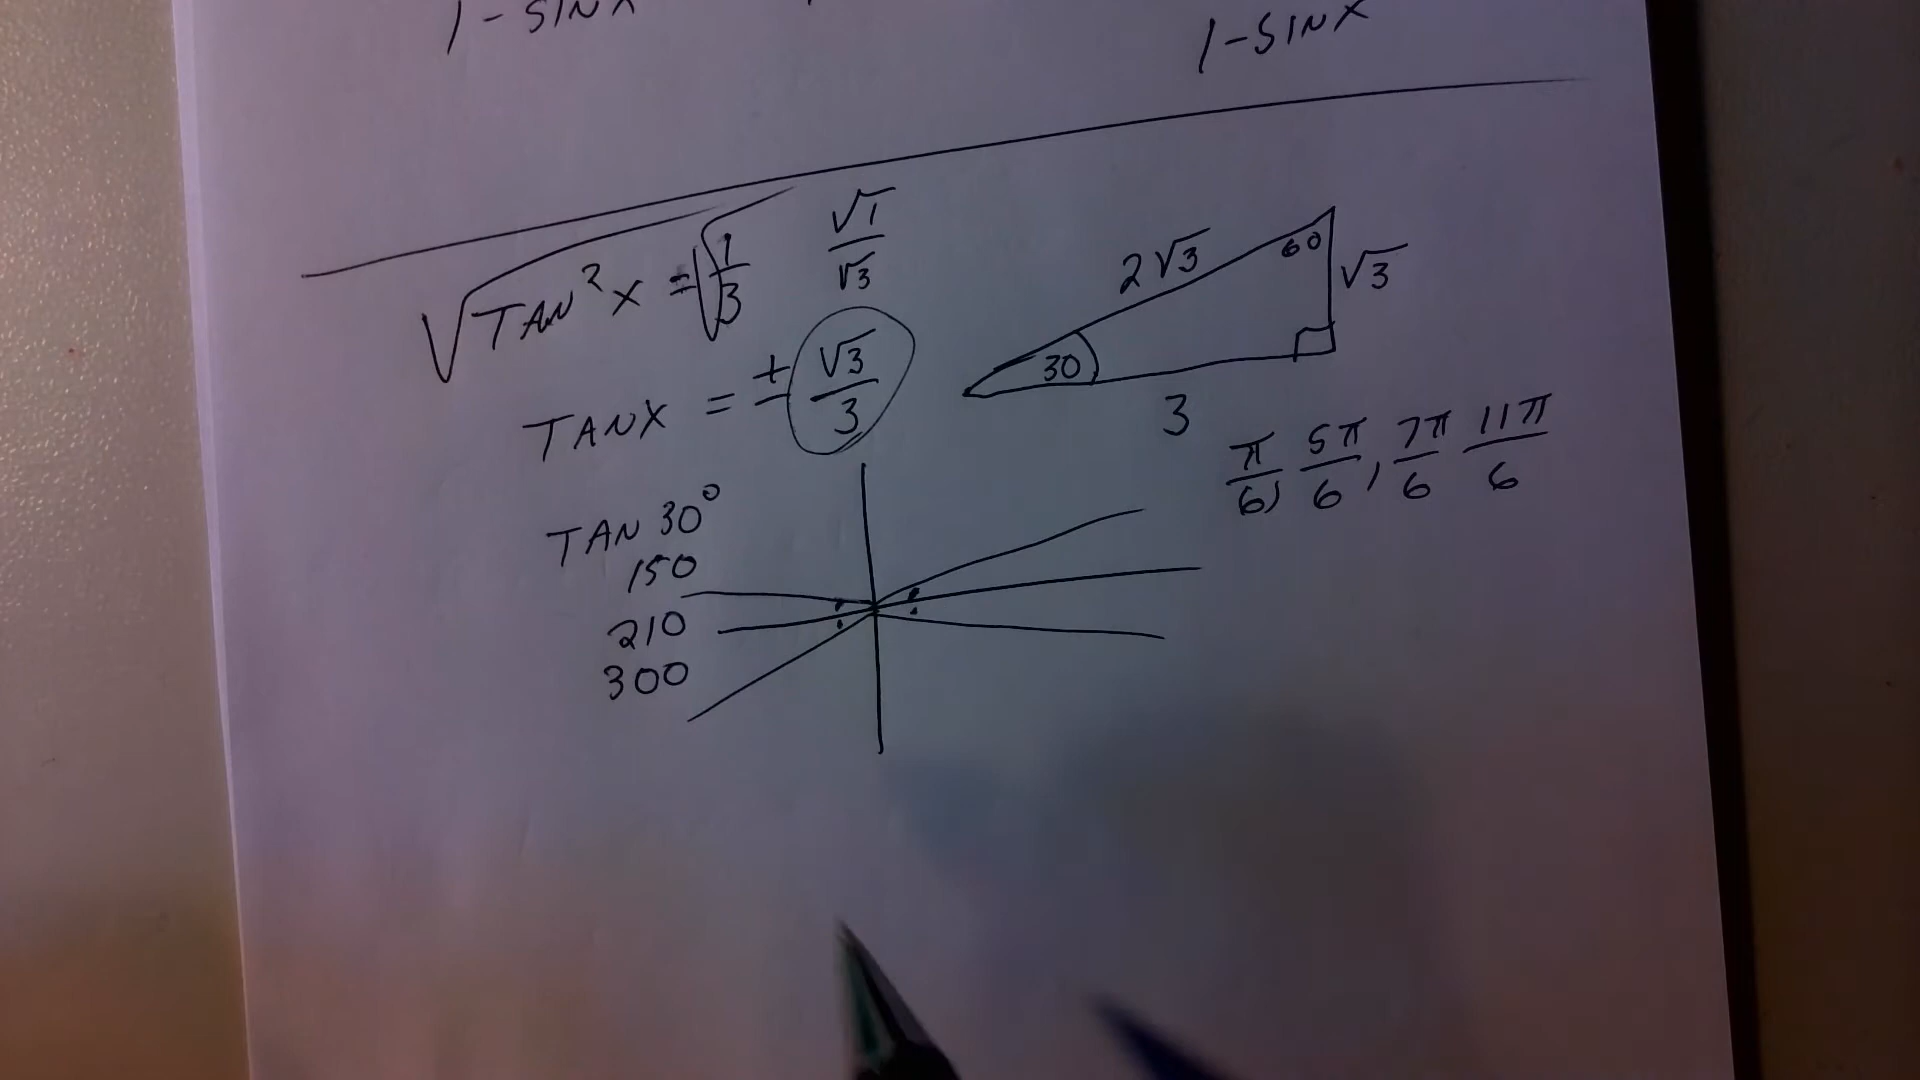 1-SINX
1-SINX
√TAN²X = √1/3
√1/√3
TANX = ± √3/3
2√3
60
√3
30
3
π/6, 5π/6, 7π/6 11π/6
TAN 30°
150
210
300